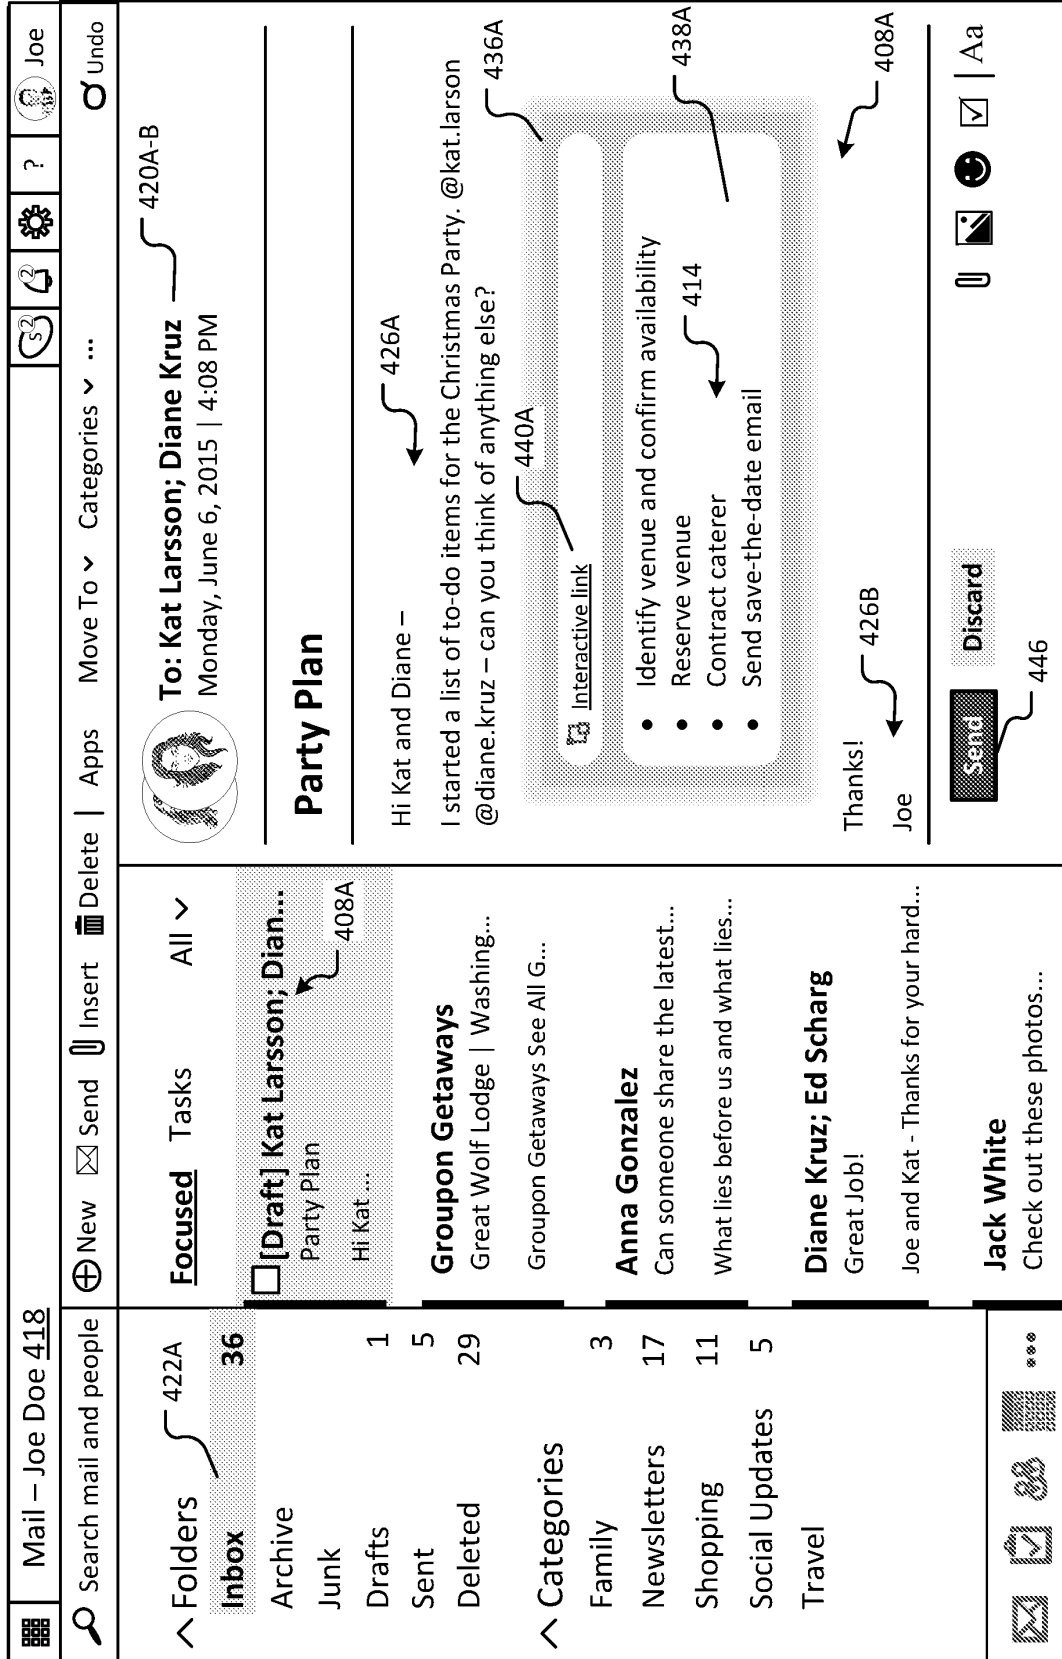 Mail – Joe Doe 418
S 2
2
?
Joe
Search mail and people
New
Send
Insert
Delete |
Apps
Move To
Categories
...
Undo
Folders
422A
Inbox 36
Archive
Junk
Drafts 1
Sent 5
Deleted 29
Categories
Family 3
Newsletters 17
Shopping 11
Social Updates 5
Travel
Focused Tasks All
[Draft] Kat Larsson; Dian...
Party Plan
408A
Hi Kat ...
Groupon Getaways
Great Wolf Lodge | Washing...
Groupon Getaways See All G...
Anna Gonzalez
Can someone share the latest...
What lies before us and what lies...
Diane Kruz; Ed Scharg
Great Job!
Joe and Kat - Thanks for your hard...
Jack White
Check out these photos...
420A-B
To: Kat Larsson; Diane Kruz
Monday, June 6, 2015 | 4:08 PM
Party Plan
426A
Hi Kat and Diane –
I started a list of to-do items for the Christmas Party. @kat.larson
@diane.kruz – can you think of anything else?
436A
440A
Interactive link
• Identify venue and confirm availability
• Reserve venue
• Contract caterer
• Send save-the-date email
414
438A
408A
Thanks!
426B
Joe
Send
Discard
| Aa
446